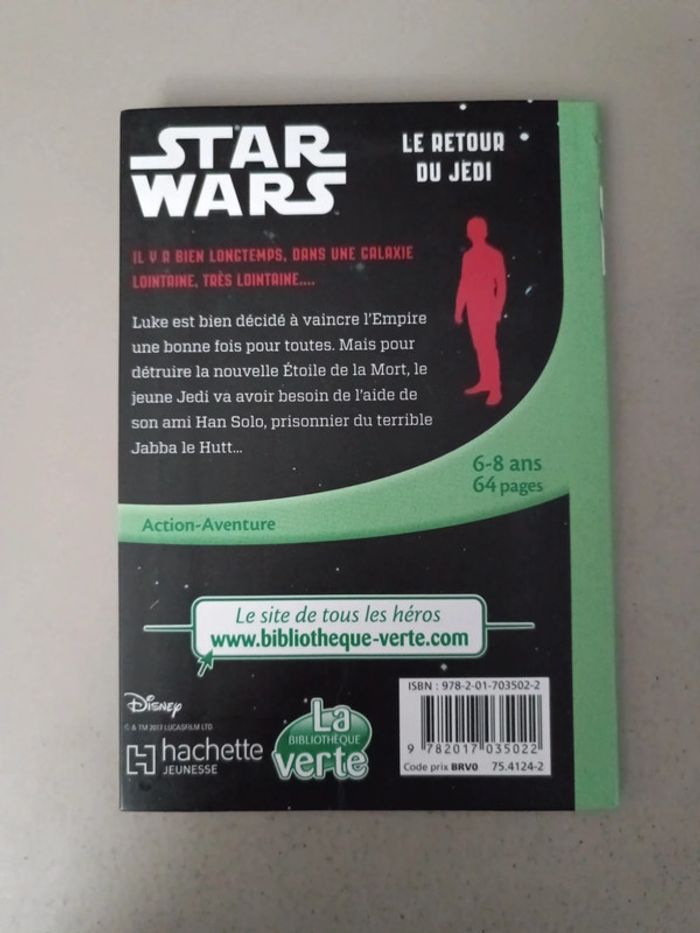 STAR
WARS
LE RETOUR
DU JEDI
IL Y A BIEN LONGTEMPS, DANS UNE GALAXIE
LOINTAINE, TRÈS LOINTAINE....
Luke est bien décidé à vaincre l'Empire
une bonne fois pour toutes. Mais pour
détruire la nouvelle Étoile de la Mort, le
jeune Jedi va avoir besoin de l'aide de
son ami Han Solo, prisonnier du terrible
Jabba le Hutt...
6-8 ans
64 pages
Action-Aventure
Le site de tous les héros
www.bibliotheque-verte.com
Disney
© & TM 2017 LUCASFILM LTD.
hachette
JEUNESSE
La
BIBLIOTHÈQUE
verte
ISBN : 978-2-01-703502-2
9 782017 035022
Code prix BRV0 75.4124-2